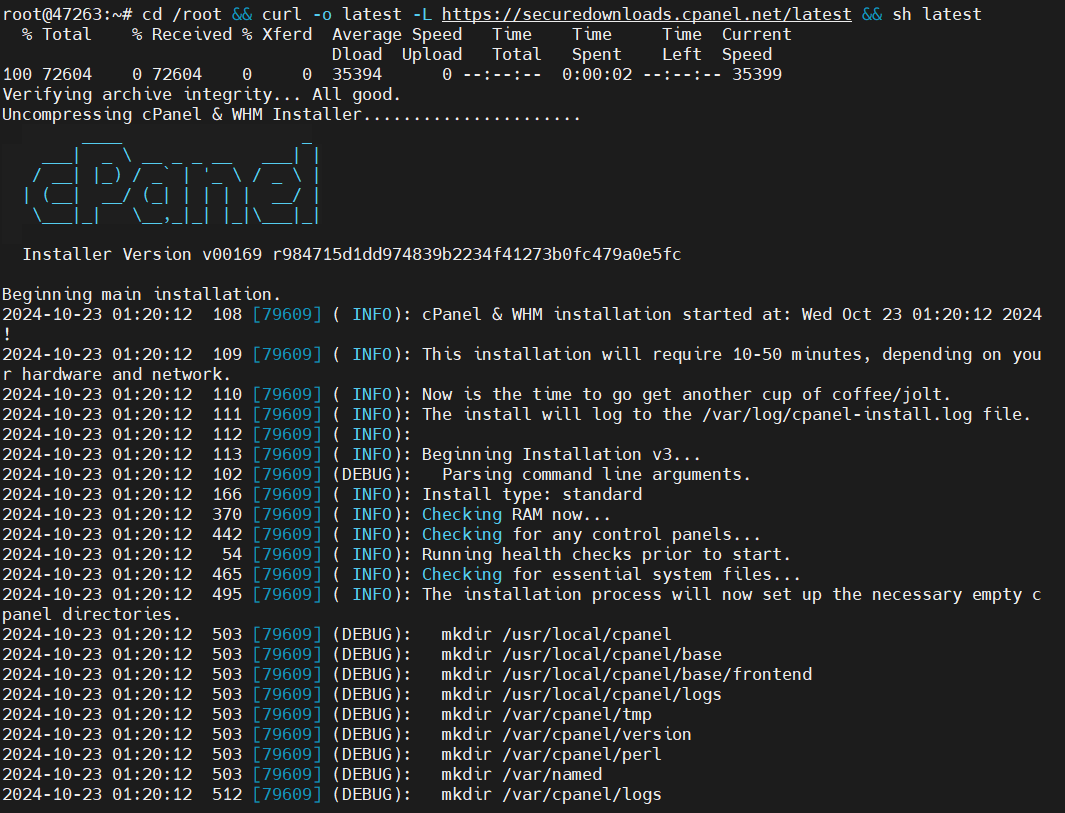 root@47263:~# cd /root && curl -o latest -L https://securedownloads.cpanel.net/latest && sh latest
  % Total    % Received % Xferd  Average Speed   Time    Time     Time  Current
                                 Dload  Upload   Total   Spent    Left  Speed
100 72604    0 72604    0     0  35394      0 --:--:--  0:00:02 --:--:-- 35399
Verifying archive integrity... All good.
Uncompressing cPanel & WHM Installer......................
        ____                  _
    ___|  _ \ __ _ _ __   ___| |
   / __| |_) / _` | '_ \ / _ \ |
  | (__|  __/ (_| | | | |  __/ |
   \___|_|   \__,_|_| |_|\___|_|
  Installer Version v00169 r984715d1dd974839b2234f41273b0fc479a0e5fc
Beginning main installation.
2024-10-23 01:20:12  108 [79609] ( INFO): cPanel & WHM installation started at: Wed Oct 23 01:20:12 2024
!
2024-10-23 01:20:12  109 [79609] ( INFO): This installation will require 10-50 minutes, depending on you
r hardware and network.
2024-10-23 01:20:12  110 [79609] ( INFO): Now is the time to go get another cup of coffee/jolt.
2024-10-23 01:20:12  111 [79609] ( INFO): The install will log to the /var/log/cpanel-install.log file.
2024-10-23 01:20:12  112 [79609] ( INFO):
2024-10-23 01:20:12  113 [79609] ( INFO): Beginning Installation v3...
2024-10-23 01:20:12  102 [79609] (DEBUG):   Parsing command line arguments.
2024-10-23 01:20:12  166 [79609] ( INFO): Install type: standard
2024-10-23 01:20:12  370 [79609] ( INFO): Checking RAM now...
2024-10-23 01:20:12  442 [79609] ( INFO): Checking for any control panels...
2024-10-23 01:20:12   54 [79609] ( INFO): Running health checks prior to start.
2024-10-23 01:20:12  465 [79609] ( INFO): Checking for essential system files...
2024-10-23 01:20:12  495 [79609] ( INFO): The installation process will now set up the necessary empty c
panel directories.
2024-10-23 01:20:12  503 [79609] (DEBUG):   mkdir /usr/local/cpanel
2024-10-23 01:20:12  503 [79609] (DEBUG):   mkdir /usr/local/cpanel/base
2024-10-23 01:20:12  503 [79609] (DEBUG):   mkdir /usr/local/cpanel/base/frontend
2024-10-23 01:20:12  503 [79609] (DEBUG):   mkdir /usr/local/cpanel/logs
2024-10-23 01:20:12  503 [79609] (DEBUG):   mkdir /var/cpanel/tmp
2024-10-23 01:20:12  503 [79609] (DEBUG):   mkdir /var/cpanel/version
2024-10-23 01:20:12  503 [79609] (DEBUG):   mkdir /var/cpanel/perl
2024-10-23 01:20:12  503 [79609] (DEBUG):   mkdir /var/named
2024-10-23 01:20:12  512 [79609] (DEBUG):   mkdir /var/cpanel/logs